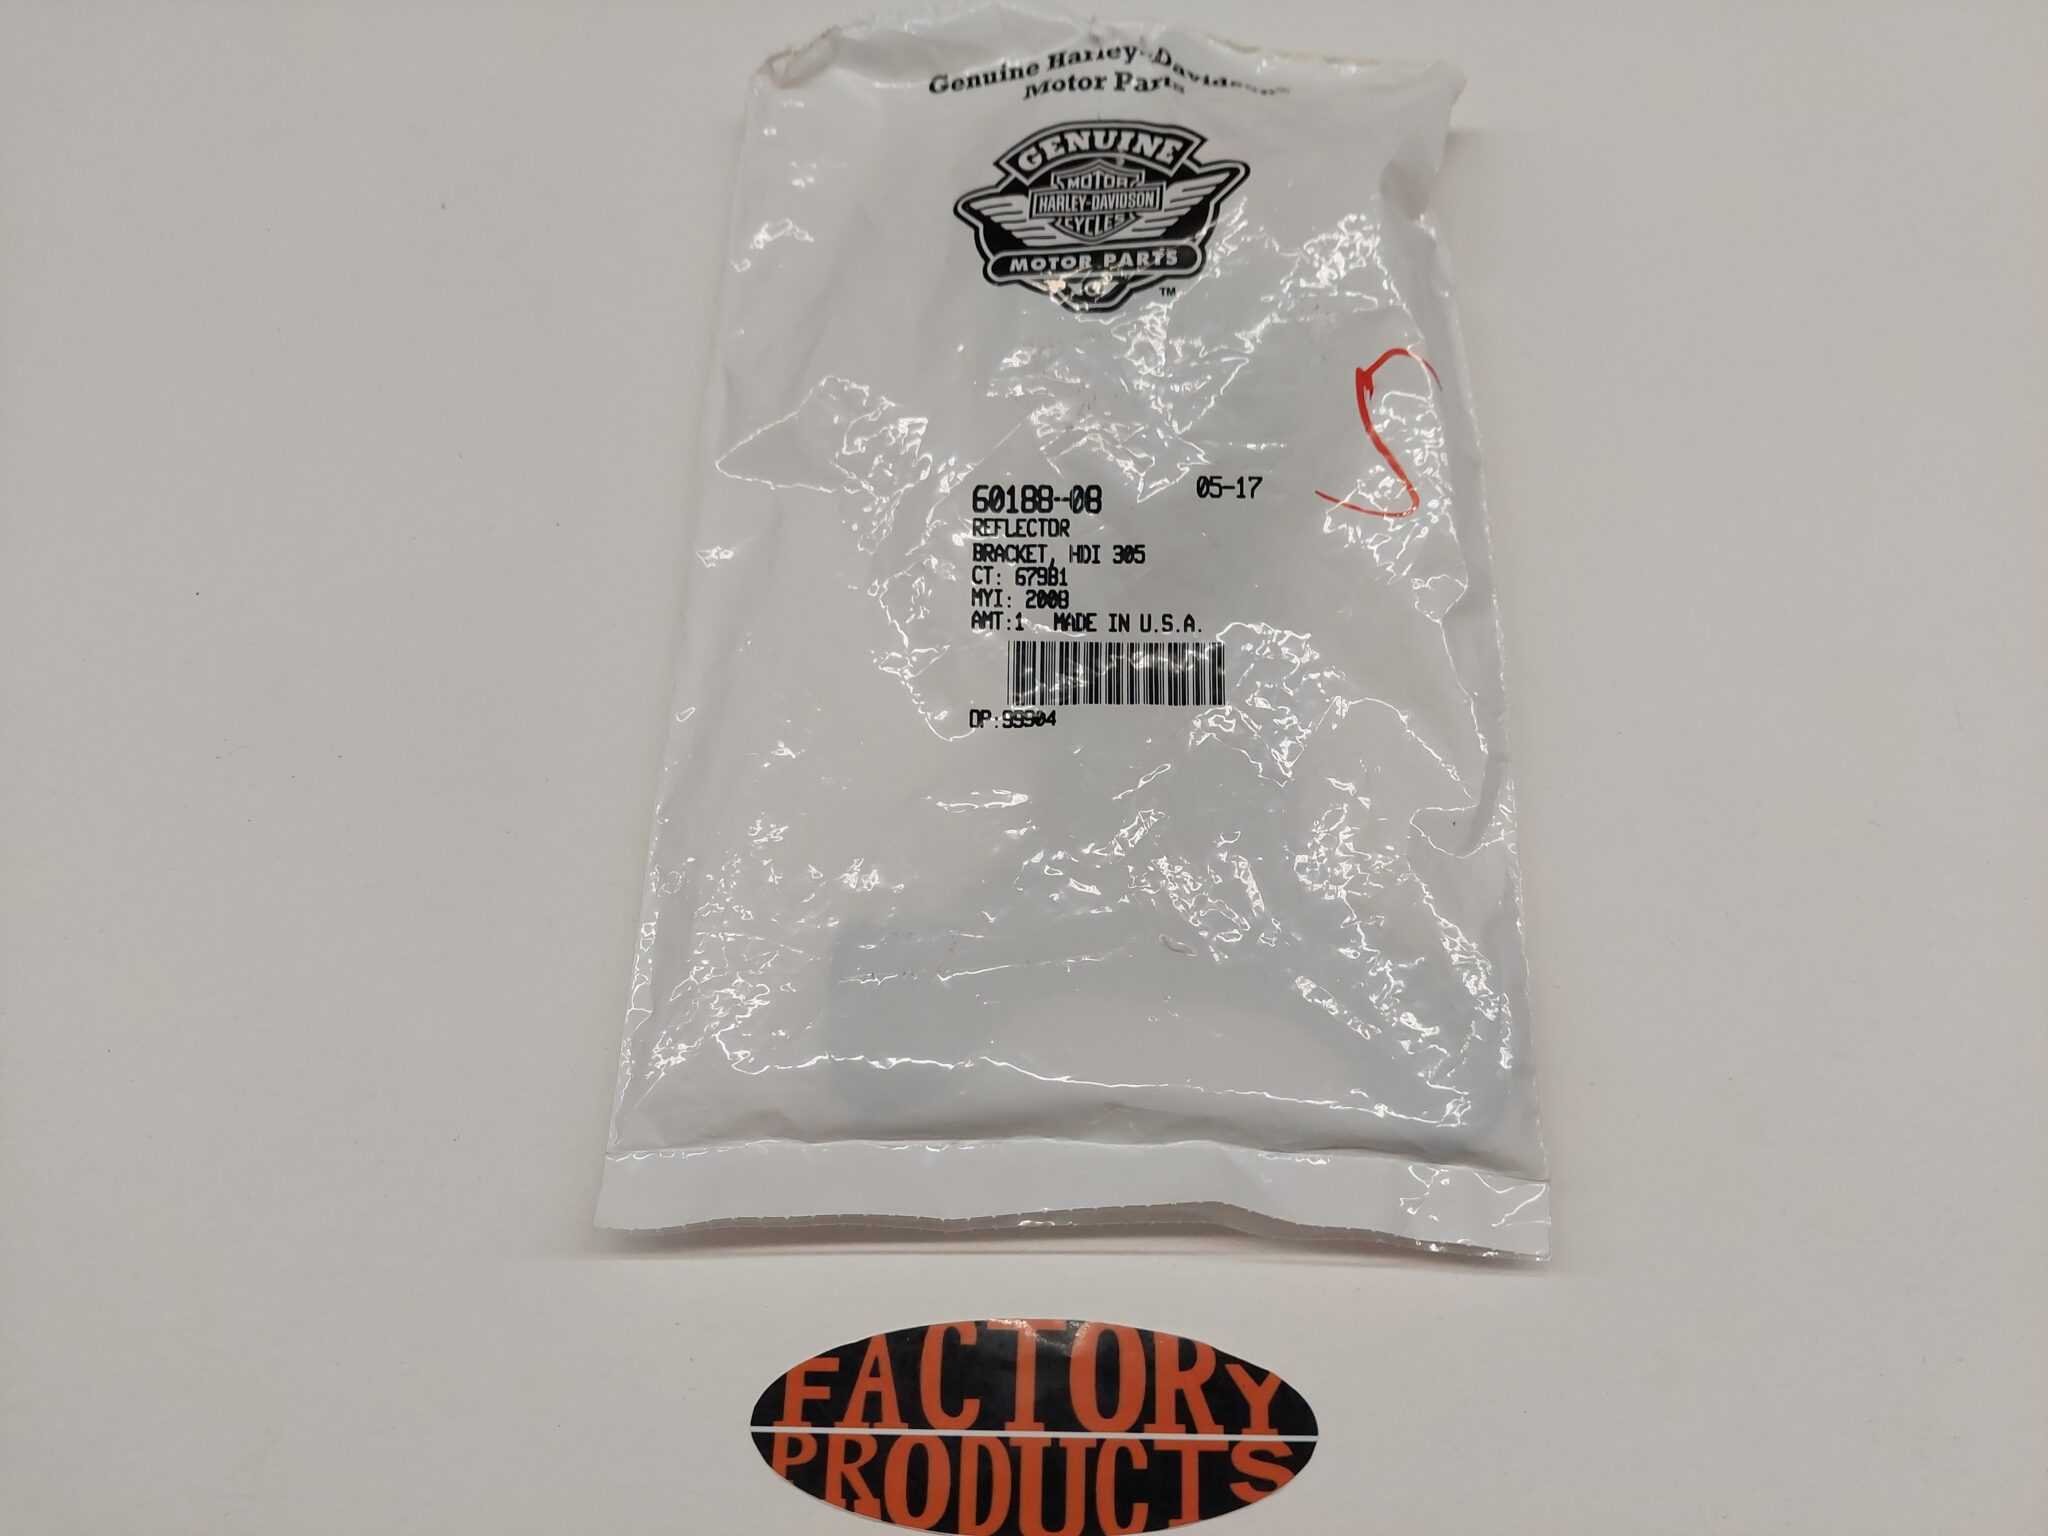 Genuine Harley-Davidson®
Motor Parts
GENUINE
MOTOR
HARLEY-DAVIDSON
CYCLES
MOTOR PARTS
™
60188-08
05-17
REFLECTOR
BRACKET, HDI 305
CT: 67981
MYI: 2008
AMT:1 MADE IN U.S.A.
DP:99904
FACTORY
PRODUCTS